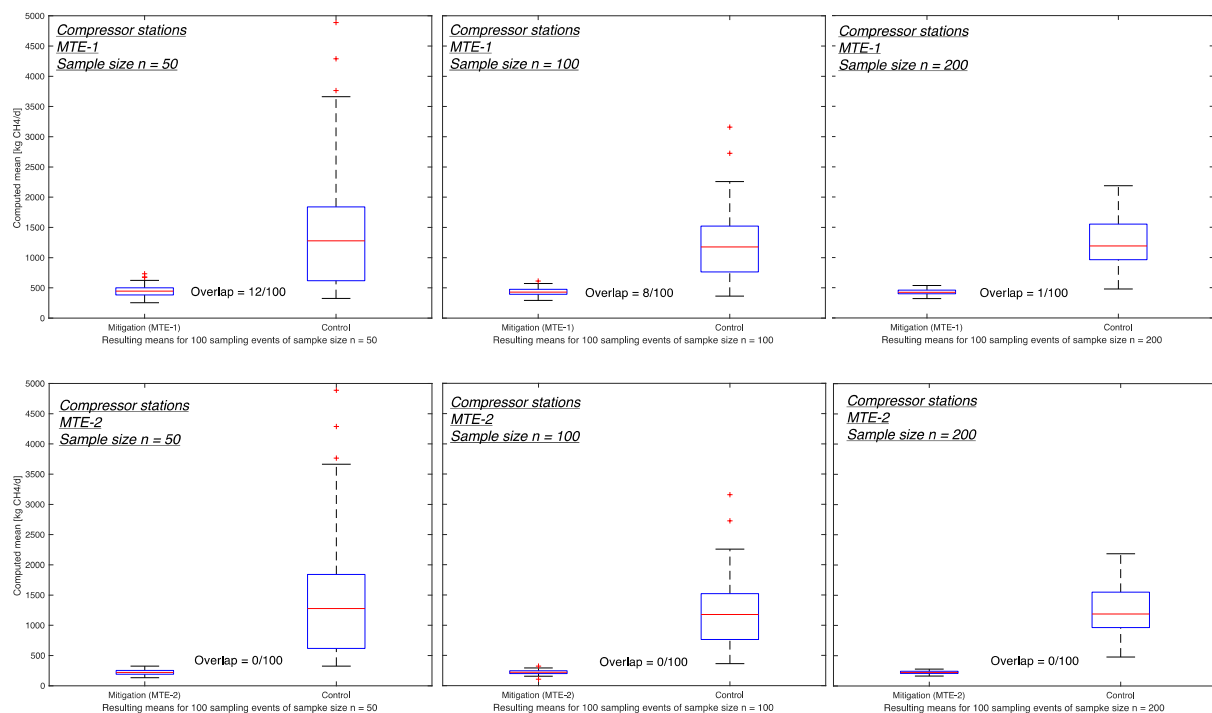 Compressor stations
MTE-1
Sample size n = 50
Computed mean [kg CH4/d]
5000
4500
4000
3500
3000
2500
2000
1500
1000
500
0
Overlap = 12/100
Mitigation (MTE-1)
Control
Resulting means for 100 sampling events of sampke size n = 50
Compressor stations
MTE-1
Sample size n = 100
Overlap = 8/100
Mitigation (MTE-1)
Control
Resulting means for 100 sampling events of sampke size n = 100
Compressor stations
MTE-1
Sample size n = 200
Overlap = 1/100
Mitigation (MTE-1)
Control
Resulting means for 100 sampling events of sampke size n = 200
Compressor stations
MTE-2
Sample size n = 50
Computed mean [kg CH4/d]
5000
4500
4000
3500
3000
2500
2000
1500
1000
500
0
Overlap = 0/100
Mitigation (MTE-2)
Control
Resulting means for 100 sampling events of sampke size n = 50
Compressor stations
MTE-2
Sample size n = 100
Overlap = 0/100
Mitigation (MTE-2)
Control
Resulting means for 100 sampling events of sampke size n = 100
Compressor stations
MTE-2
Sample size n = 200
Overlap = 0/100
Mitigation (MTE-2)
Control
Resulting means for 100 sampling events of sampke size n = 200